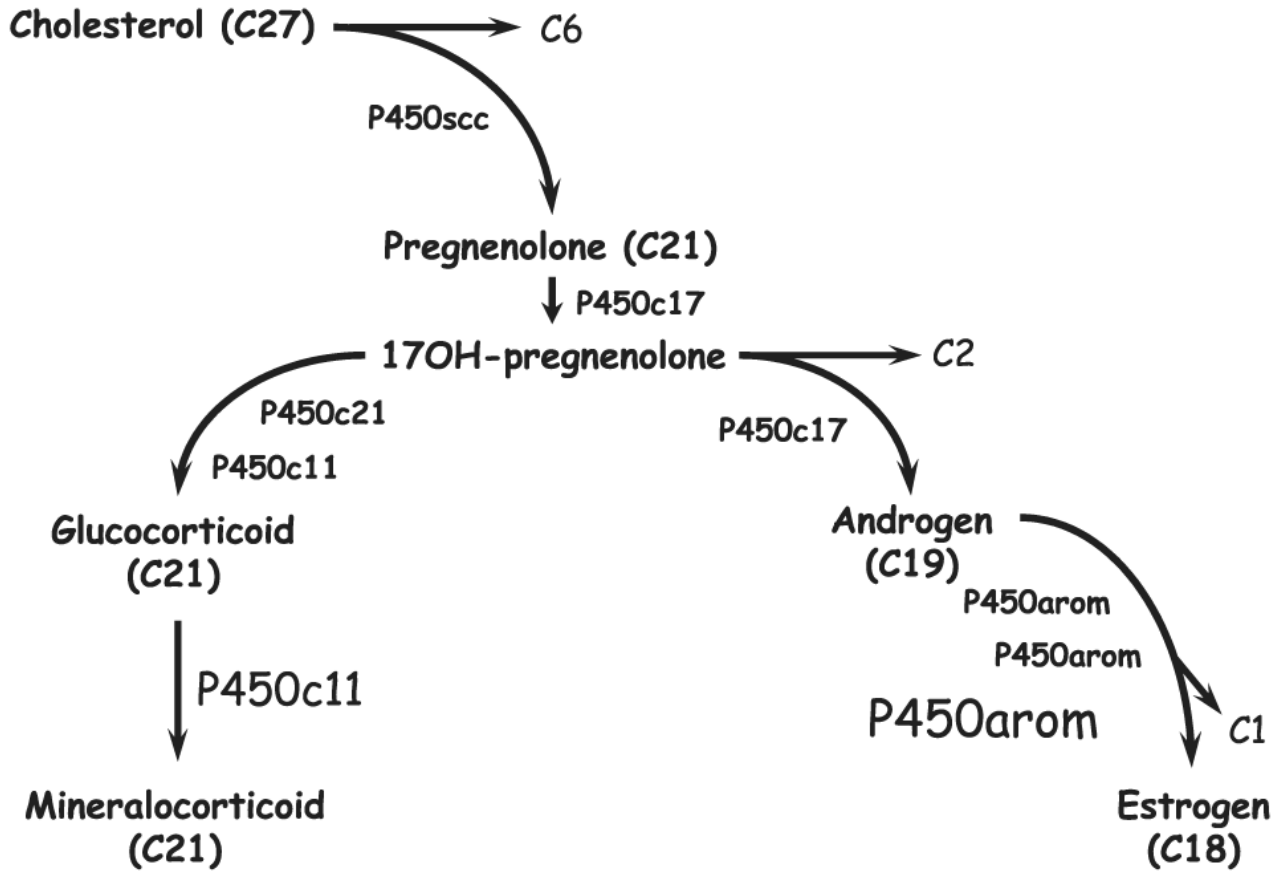 Cholesterol (C27)
C6
P450scc
Pregnenolone (C21)
P450c17
17OH-pregnenolone
C2
P450c21
P450c17
P450c11
Glucocorticoid
(C21)
Androgen
(C19)
P450arom
P450arom
P450c11
P450arom
C1
Mineralocorticoid
(C21)
Estrogen
(C18)